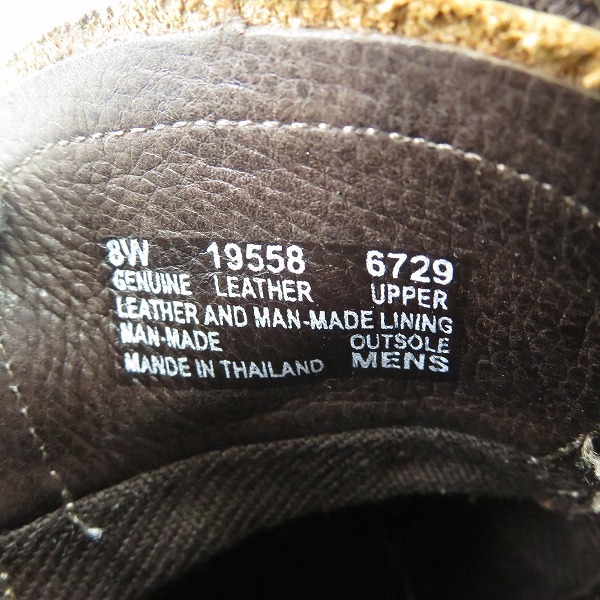 8W 19558 6729
GENUINE LEATHER UPPER
LEATHER AND MAN-MADE LINING
MAN-MADE OUTSOLE
MANDE IN THAILAND MENS